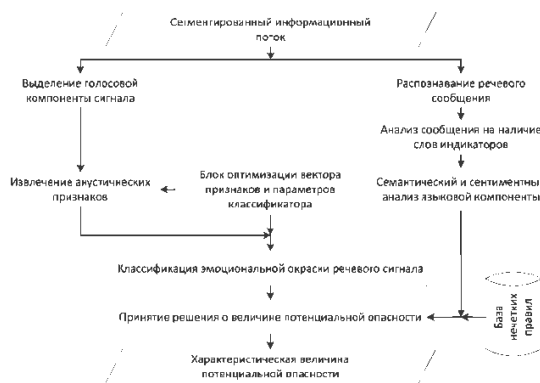 Сегментированный информационный
поток
Выделение голосовой
компоненты сигнала
Распознавание речевого
сообщения
Анализ сообщения на наличие
слов индикаторов
Извлечение акустических
признаков
Блок оптимизации вектора
признаков и параметров
классификатора
Семантический и сентиментный
анализ языковой компоненты
Классификация эмоциональной окраски речевого сигнала
Принятие решения о величине потенциальной опасности
База
нечетких
правил
Характеристическая величина
потенциальной опасности